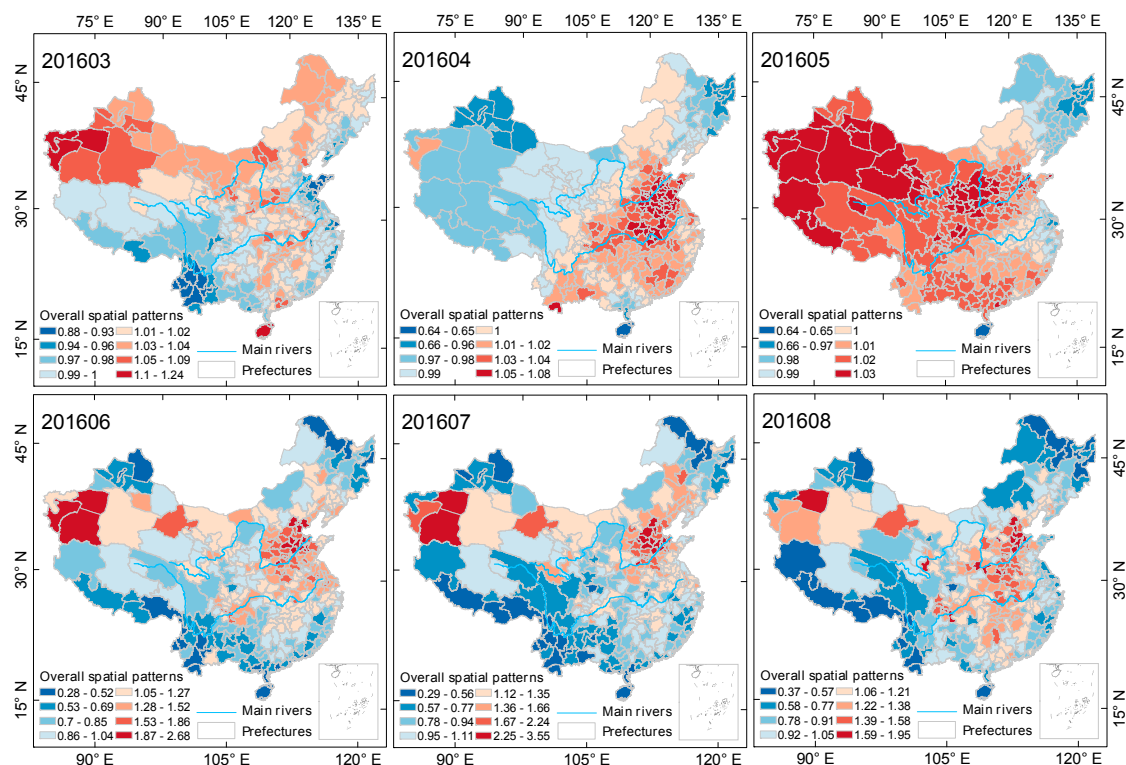 75° E 90° E 105° E 120° E 135° E 75° E 90° E 105° E 120° E 135° E 75° E 90° E 105° E 120° E 135° E
201603
201604
201605
45° N
30° N
15° N
45° N
30° N
15° N
Overall spatial patterns
0.88 - 0.93 1.01 - 1.02
0.94 - 0.96 1.03 - 1.04
0.97 - 0.98 1.05 - 1.09
0.99 - 1 1.1 - 1.24
Main rivers
Prefectures
Overall spatial patterns
0.64 - 0.65 1
0.66 - 0.96 1.01 - 1.02
0.97 - 0.98 1.03 - 1.04
0.99 1.05 - 1.08
Main rivers
Prefectures
Overall spatial patterns
0.64 - 0.65 1
0.66 - 0.97 1.01
0.98 1.02
0.99 1.03
Main rivers
Prefectures
201606
201607
201608
45° N
30° N
15° N
45° N
30° N
15° N
Overall spatial patterns
0.28 - 0.52 1.05 - 1.27
0.53 - 0.69 1.28 - 1.52
0.7 - 0.85 1.53 - 1.86
0.86 - 1.04 1.87 - 2.68
Main rivers
Prefectures
Overall spatial patterns
0.29 - 0.56 1.12 - 1.35
0.57 - 0.77 1.36 - 1.66
0.78 - 0.94 1.67 - 2.24
0.95 - 1.11 2.25 - 3.55
Main rivers
Prefectures
Overall spatial patterns
0.37 - 0.57 1.06 - 1.21
0.58 - 0.77 1.22 - 1.38
0.78 - 0.91 1.39 - 1.58
0.92 - 1.05 1.59 - 1.95
Main rivers
Prefectures
90° E 105° E 120° E 90° E 105° E 120° E 90° E 105° E 120° E